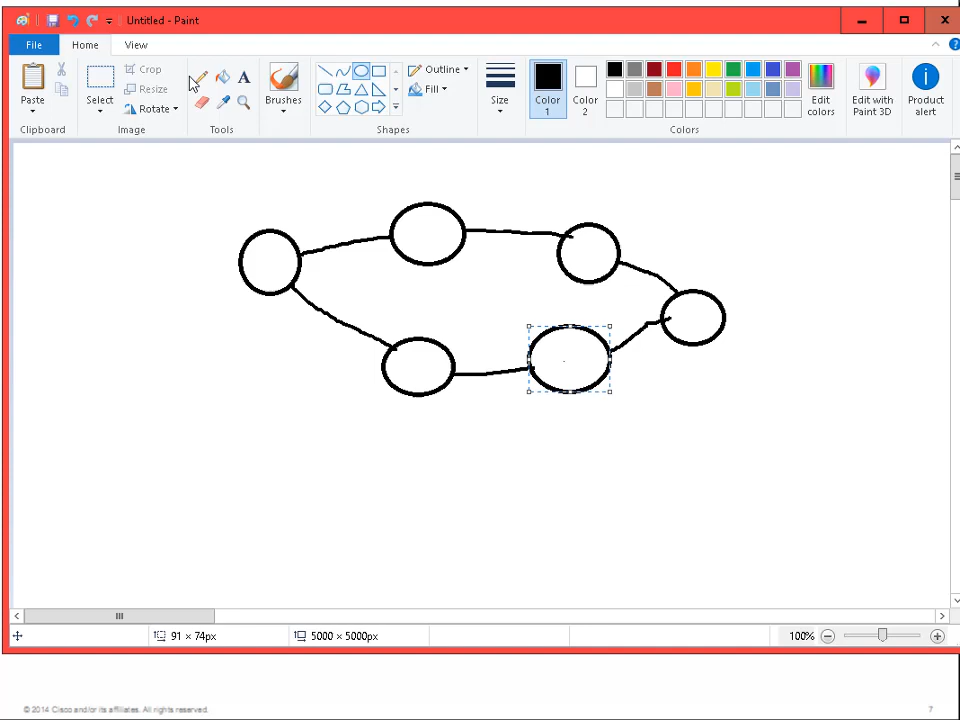 Untitled - Paint
File Home View
Paste
Select
Crop
Resize
Rotate
Brushes
Outline
Fill
Size
Color 1
Color 2
Edit colors
Edit with Paint 3D
Product alert
Clipboard Image Tools Shapes Colors
91 × 74px 5000 × 5000px 100%
© 2014 Cisco and/or its affiliates. All rights reserved. 7